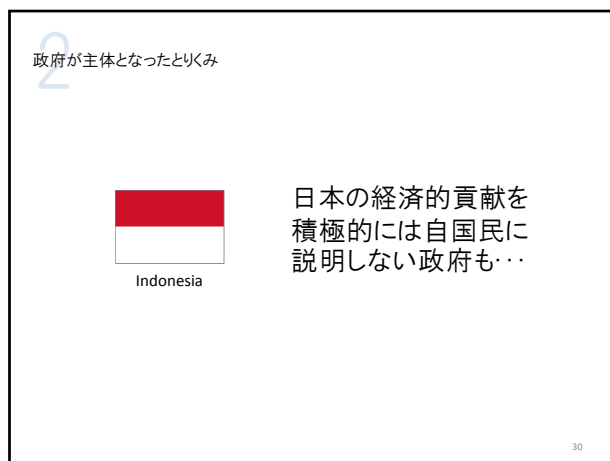 2
政府が主体となったとりくみ
日本の経済的貢献を
積極的には自国民に
説明しない政府も･･･
Indonesia
30